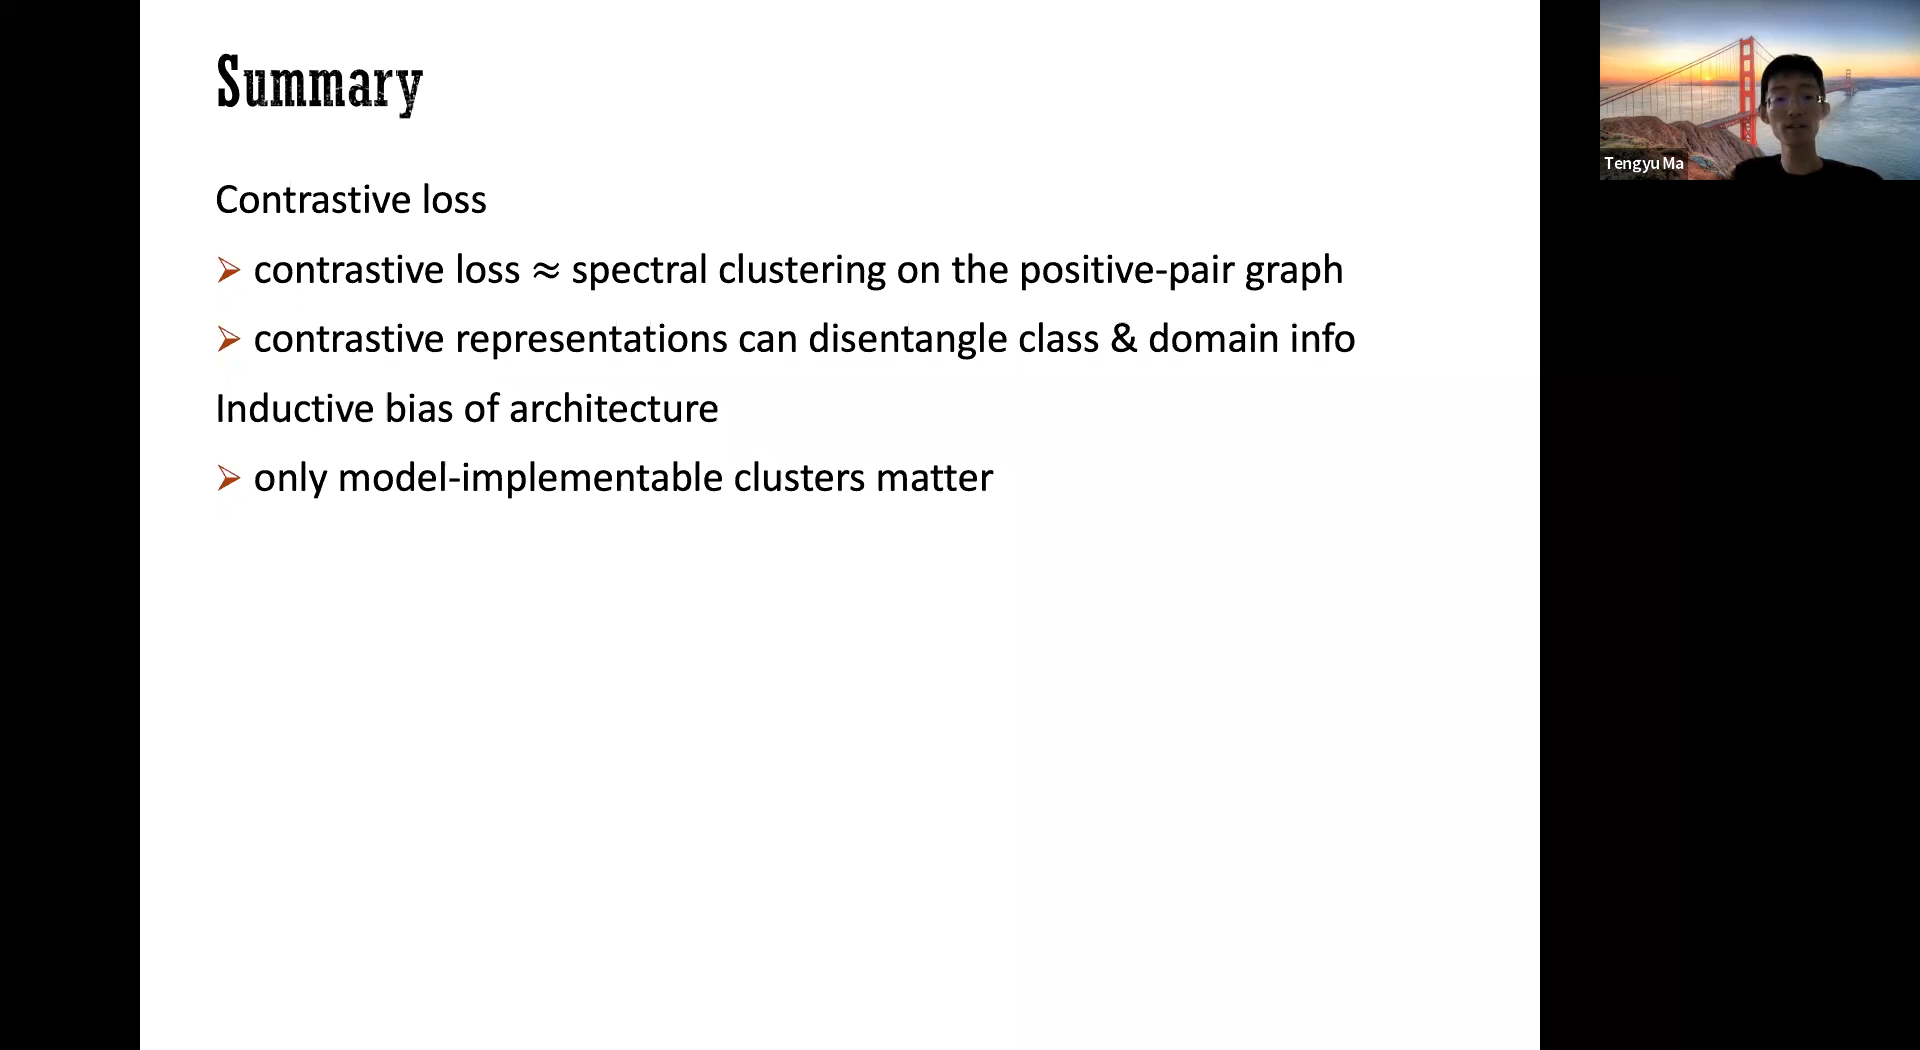 Summary
Contrastive loss
➢ contrastive loss ≈ spectral clustering on the positive-pair graph
➢ contrastive representations can disentangle class & domain info
Inductive bias of architecture
➢ only model-implementable clusters matter
Tengyu Ma